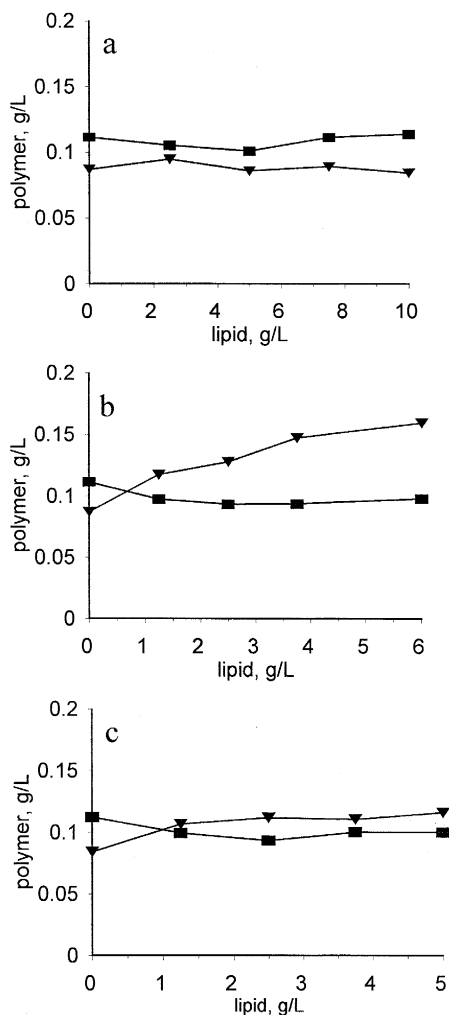 a
0.2
0.15
0.1
0.05
0
polymer, g/L
0 2 4 6 8 10
lipid, g/L
b
0.2
0.15
0.1
0.05
0
polymer, g/L
0 1 2 3 4 5 6
lipid, g/L
c
0.2
0.15
0.1
0.05
0
polymer, g/L
0 1 2 3 4 5
lipid, g/L